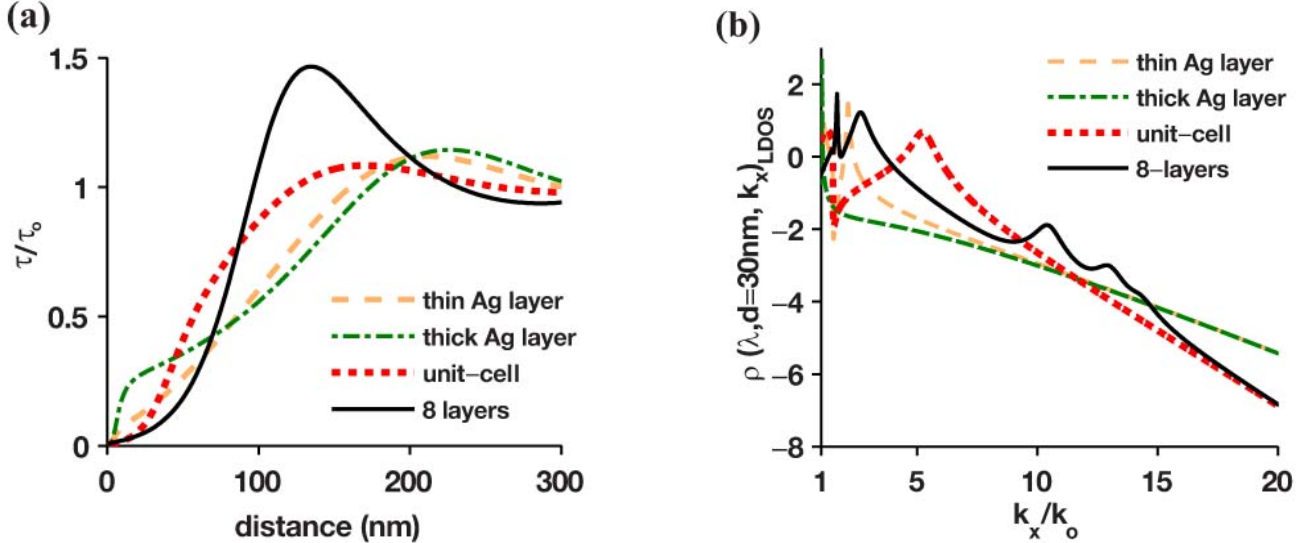 (a)
1.5
1
0.5
0
τ/τₒ
thin Ag layer
thick Ag layer
unit−cell
8 layers
0
100
200
300
distance (nm)
(b)
2
0
−2
−4
−6
−8
ρ (λ,d=30nm, kₓ)LDOS
thin Ag layer
thick Ag layer
unit−cell
8−layers
1
5
10
15
20
kₓ/kₒ